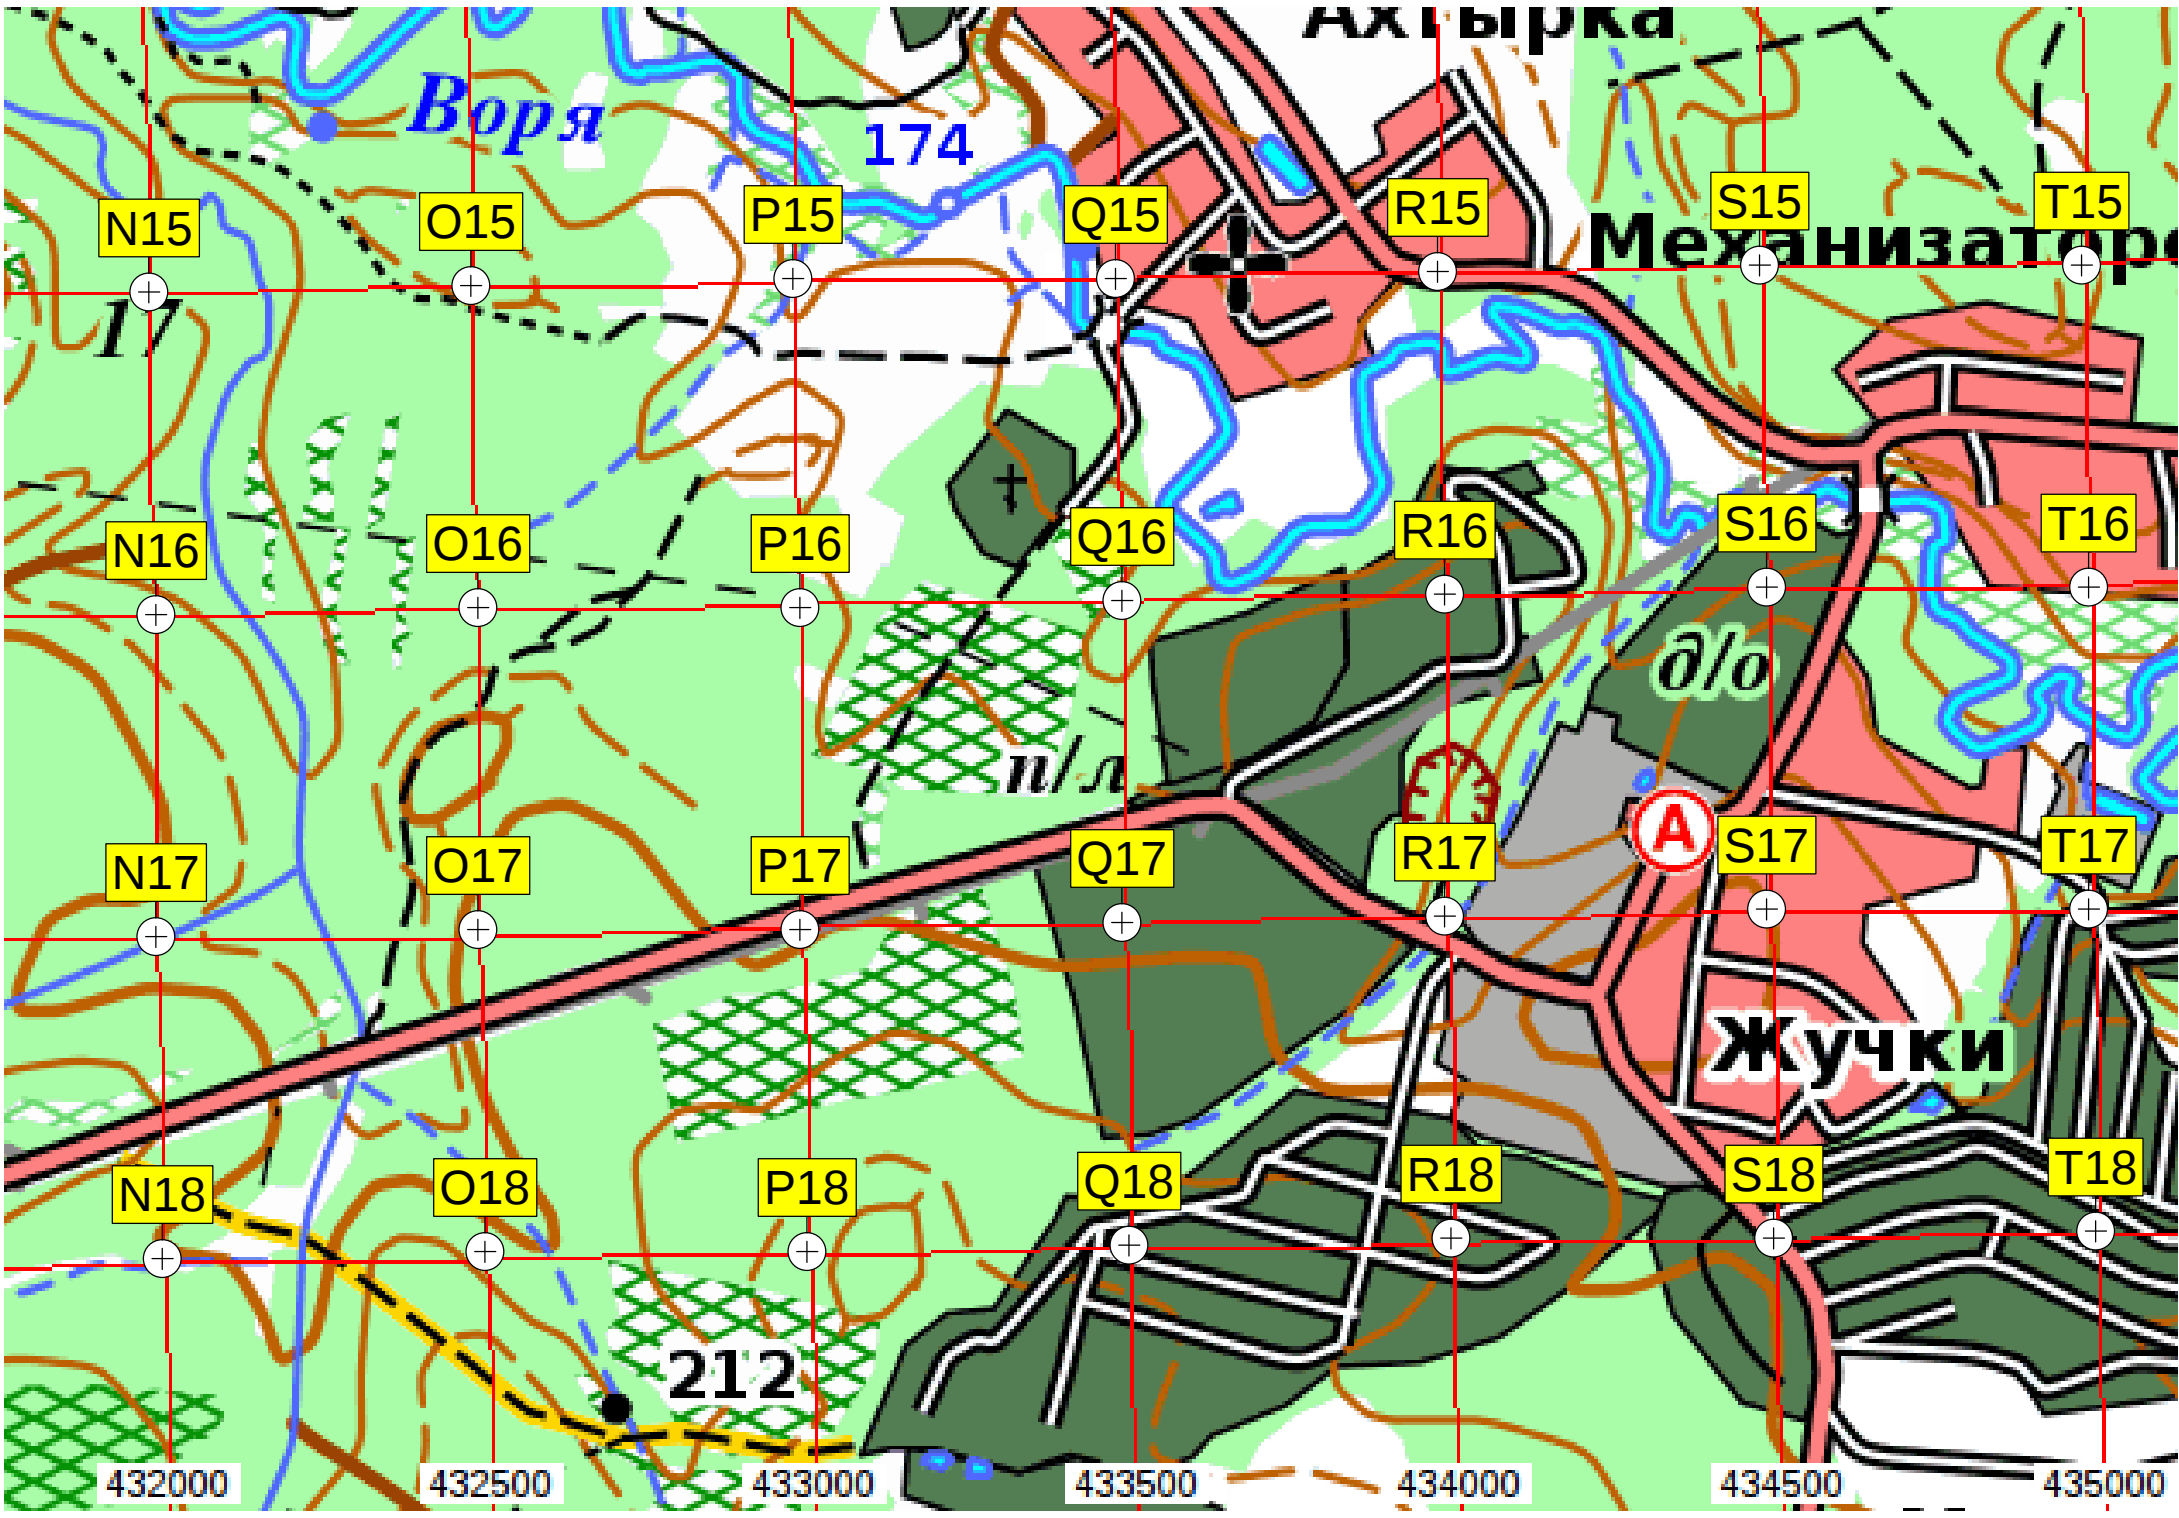 Ахтырка
Воря
174
N15 O15 P15 Q15 R15 S15 T15
Механизаторо
17
N16 O16 P16 Q16 R16 S16 T16
д/о
п/л
А
N17 O17 P17 Q17 R17 S17 T17
Жучки
N18 O18 P18 Q18 R18 S18 T18
212
432000 432500 433000 433500 434000 434500 435000